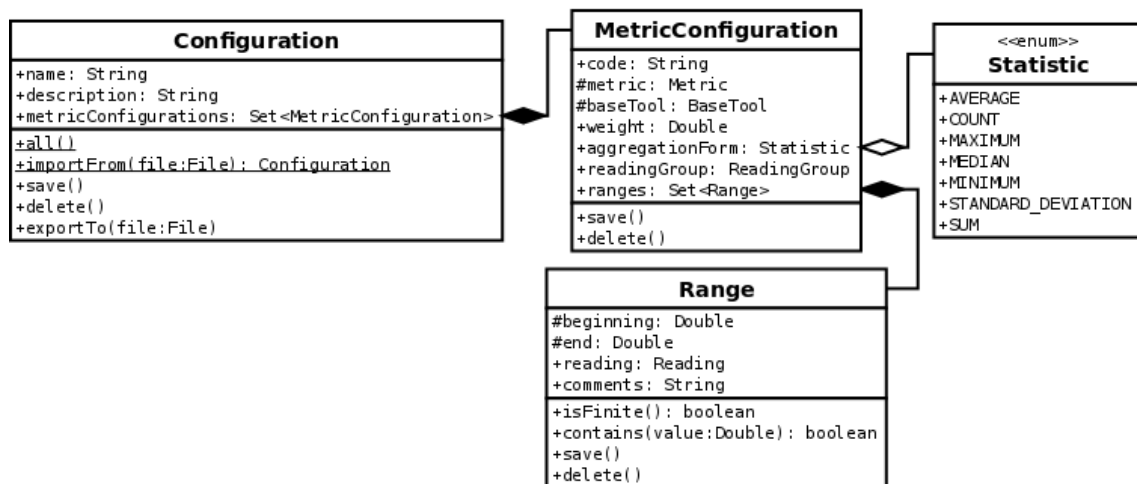 Configuration
+name: String
+description: String
+metricConfigurations: Set<MetricConfiguration>
+all()
+importFrom(file:File): Configuration
+save()
+delete()
+exportTo(file:File)
MetricConfiguration
+code: String
#metric: Metric
#baseTool: BaseTool
+weight: Double
+aggregationForm: Statistic
+readingGroup: ReadingGroup
+ranges: Set<Range>
+save()
+delete()
<<enum>>
Statistic
+AVERAGE
+COUNT
+MAXIMUM
+MEDIAN
+MINIMUM
+STANDARD_DEVIATION
+SUM
Range
#beginning: Double
#end: Double
+reading: Reading
+comments: String
+isFinite(): boolean
+contains(value:Double): boolean
+save()
+delete()